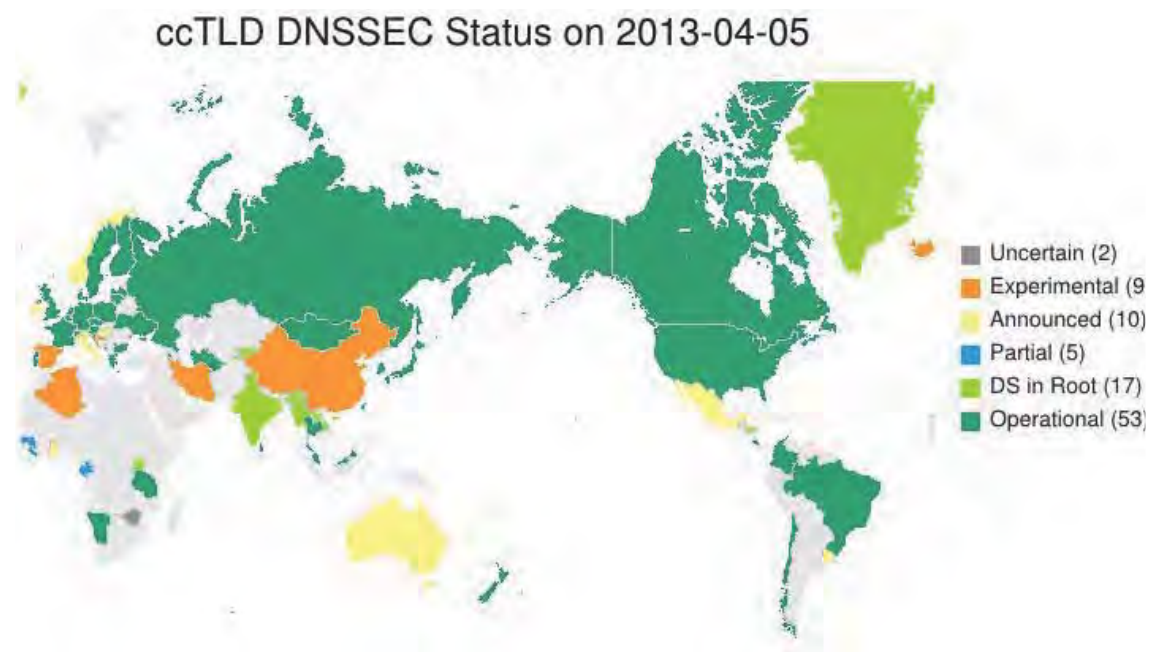 ccTLD DNSSEC Status on 2013-04-05
Uncertain (2)
Experimental (9
Announced (10)
Partial (5)
DS in Root (17)
Operational (53)